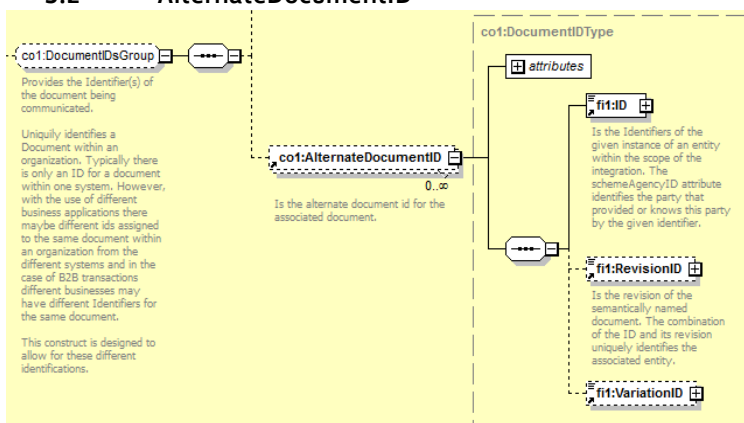 AlternateDocumentID
co1:DocumentIDType
co1:DocumentIDsGroup
attributes
Provides the Identifier(s) of
the document being
communicated.
Uniquily identifies a
Document within an
organization. Typically there
is only an ID for a document
within one system. However,
with the use of different
business applications there
maybe different ids assigned
to the same document within
an organization from the
different systems and in the
case of B2B transactions
different businesses may
have different Identifiers for
the same document.
This construct is designed to
allow for these different
identifications.
co1:AlternateDocumentID
0..∞
Is the alternate document id for the
associated document.
fi1:ID
Is the Identifiers of the
given instance of an entity
within the scope of the
integration. The
schemeAgencyID attribute
identifies the party that
provided or knows this party
by the given identifier.
fi1:RevisionID
Is the revision of the
semantically named
document. The combination
of the ID and its revision
uniquely identifies the
associated entity.
fi1:VariationID